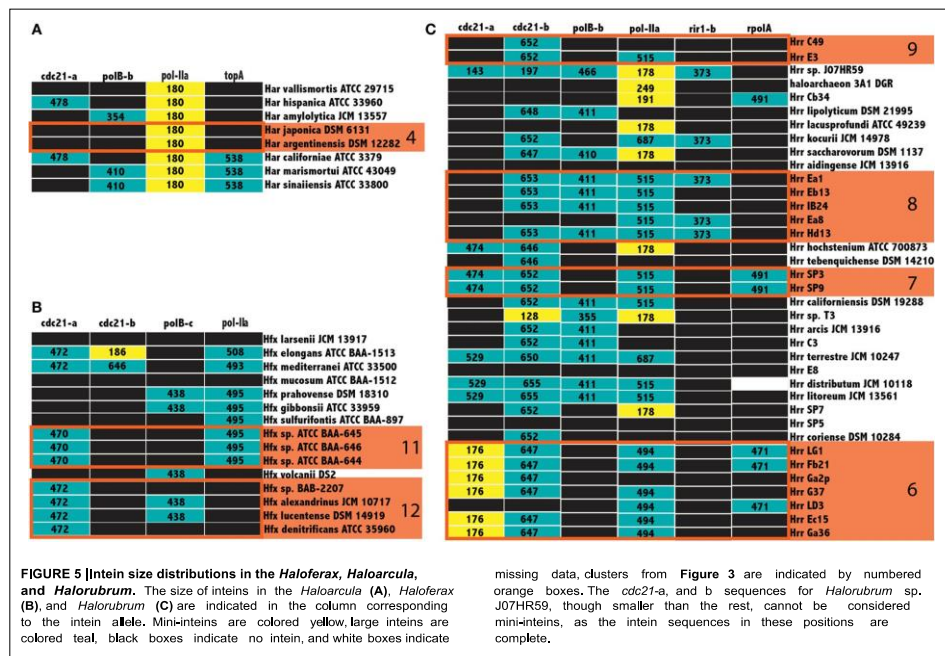 A
cdc21-a polB-b pol-IIa topA
180 Har vallismortis ATCC 29715
478 180 Har hispanica ATCC 33960
354 180 Har amylolytica JCM 13557
180 Har japonica DSM 6131
180 Har argentinensis DSM 12282
4
478 180 538 Har californiae ATCC 3379
410 180 538 Har marismortui ATCC 43049
410 180 538 Har sinaiiensis ATCC 33800
B
cdc21-a cdc21-b polB-c pol-IIa
Hfx larsenii JCM 13917
472 186 508 Hfx elongans ATCC BAA-1513
472 646 493 Hfx mediterranei ATCC 33500
Hfx mucosum ATCC BAA-1512
438 495 Hfx prahovense DSM 18310
438 495 Hfx gibbonsii ATCC 33959
495 Hfx sulfurifontis ATCC BAA-897
470 495 Hfx sp. ATCC BAA-645
470 495 Hfx sp. ATCC BAA-646
470 495 Hfx sp. ATCC BAA-644
11
438 Hfx volcanii DS2
472 Hfx sp. BAB-2207
472 438 Hfx alexandrinus JCM 10717
472 438 Hfx lucentense DSM 14919
472 Hfx denitrificans ATCC 35960
12
C
cdc21-a cdc21-b polB-b pol-IIa rir1-b rpolA
652 Hrr C49
652 515 Hrr E3
9
143 197 466 178 373 Hrr sp. J07HR59
249 haloarchaeon 3A1 DGR
191 491 Hrr Cb34
648 411 Hrr lipolyticum DSM 21995
178 Hrr lacusprofundi ATCC 49239
652 687 373 Hrr kocurii JCM 14978
647 410 178 Hrr saccharovorum DSM 1137
Hrr aidingense JCM 13916
653 411 515 373 Hrr Ea1
653 411 515 Hrr Eb13
653 411 515 Hrr IB24
515 373 Hrr Ea8
653 411 515 373 Hrr Hd13
8
474 646 178 Hrr hochstenium ATCC 700873
646 Hrr tebenquichense DSM 14210
474 652 515 491 Hrr SP3
474 652 515 491 Hrr SP9
7
652 411 515 Hrr californiensis DSM 19288
128 355 178 Hrr sp. T3
652 411 Hrr arcis JCM 13916
652 411 Hrr C3
529 650 411 687 Hrr terrestre JCM 10247
Hrr E8
529 655 411 515 Hrr distributum JCM 10118
529 655 411 515 Hrr litoreum JCM 13561
652 178 Hrr SP7
Hrr SP5
652 Hrr coriense DSM 10284
176 647 494 471 Hrr LG1
176 647 494 471 Hrr Fb21
176 647 Hrr Ga2p
176 647 494 Hrr G37
494 471 Hrr LD3
176 647 494 Hrr Ec15
176 647 494 Hrr Ga36
6
FIGURE 5 | Intein size distributions in the Haloferax, Haloarcula,
and Halorubrum. The size of inteins in the Haloarcula (A), Haloferax
(B), and Halorubrum (C) are indicated in the column corresponding
to the intein allele. Mini-inteins are colored yellow, large inteins are
colored teal, black boxes indicate no intein, and white boxes indicate
missing data, clusters from Figure 3 are indicated by numbered
orange boxes. The cdc21-a, and b sequences for Halorubrum sp.
J07HR59, though smaller than the rest, cannot be considered
mini-inteins, as the intein sequences in these positions are
complete.